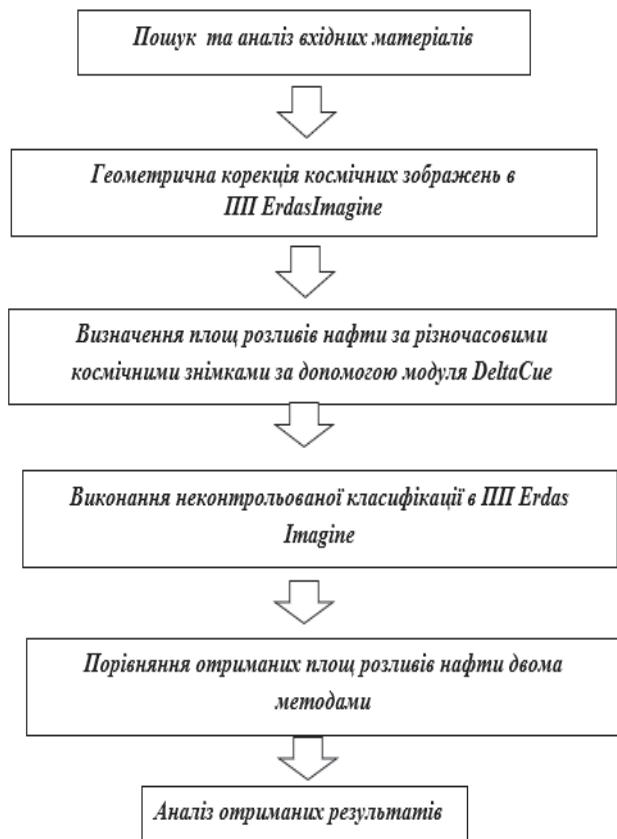 Пошук та аналіз вхідних матеріалів
Геометрична корекція космічних зображень в
ПП ErdasImagine
Визначення площ розливів нафти за різночасовими
космічними знімками за допомогою модуля DeltaCue
Виконання неконтрольованої класифікації в ПП Erdas
Imagine
Порівняння отриманих площ розливів нафти двома
методами
Аналіз отриманих результатів